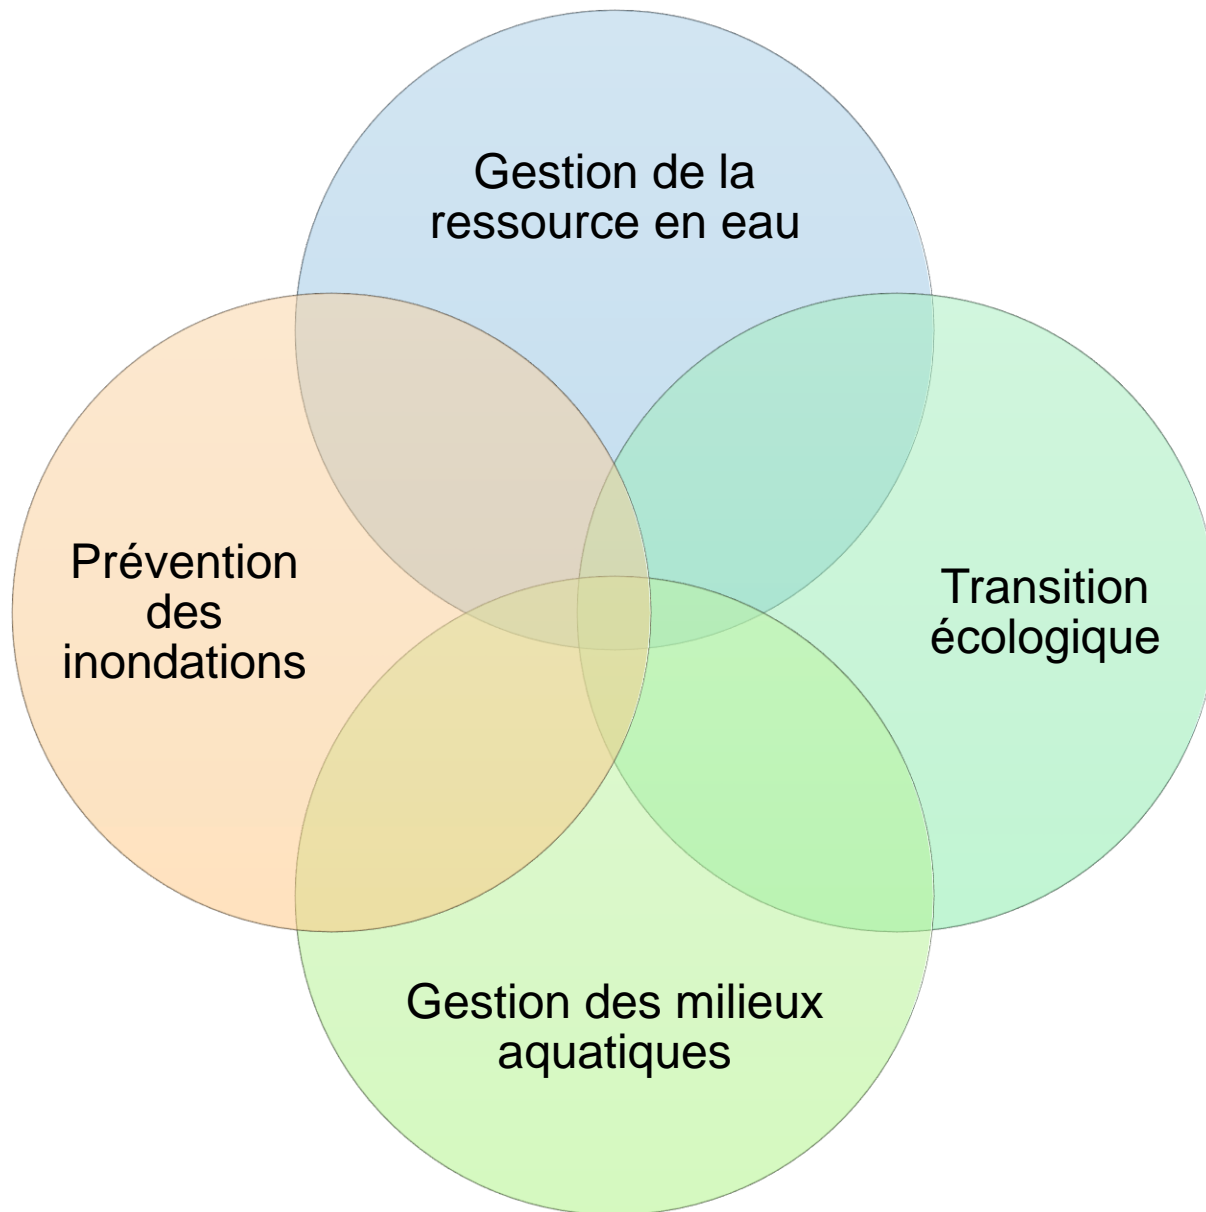 Gestion de la
ressource en eau
Prévention
des
inondations
Transition
écologique
Gestion des milieux
aquatiques